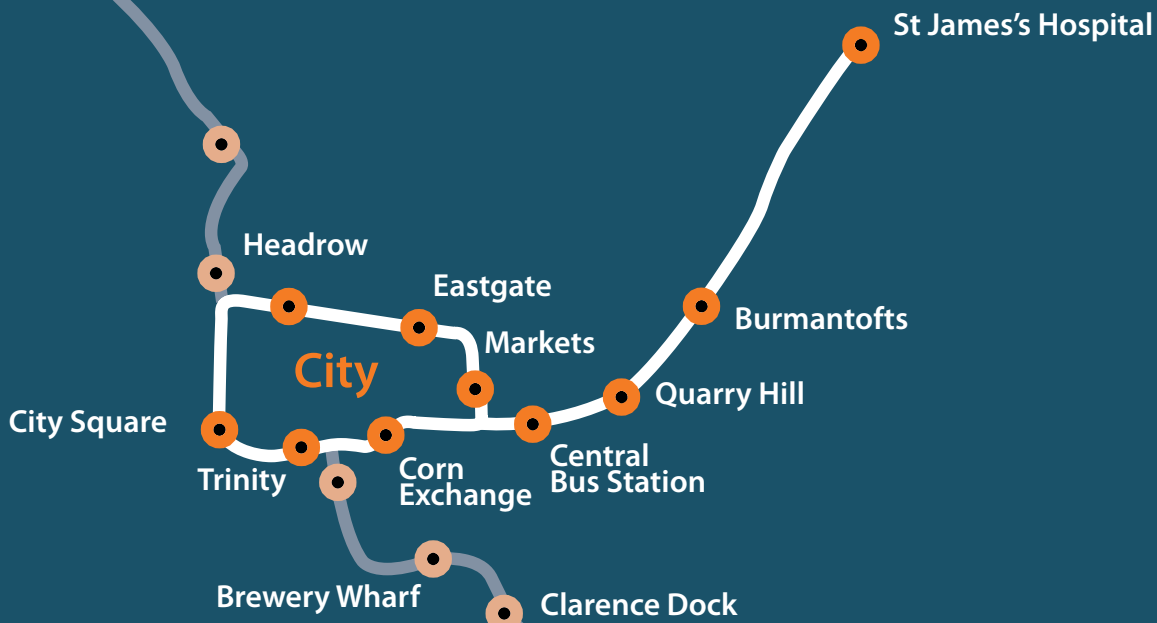 St James’s Hospital
Headrow
Eastgate
Burmantofts
Markets
City
Quarry Hill
City Square
Trinity
Corn
Exchange
Central
Bus Station
Brewery Wharf
Clarence Dock